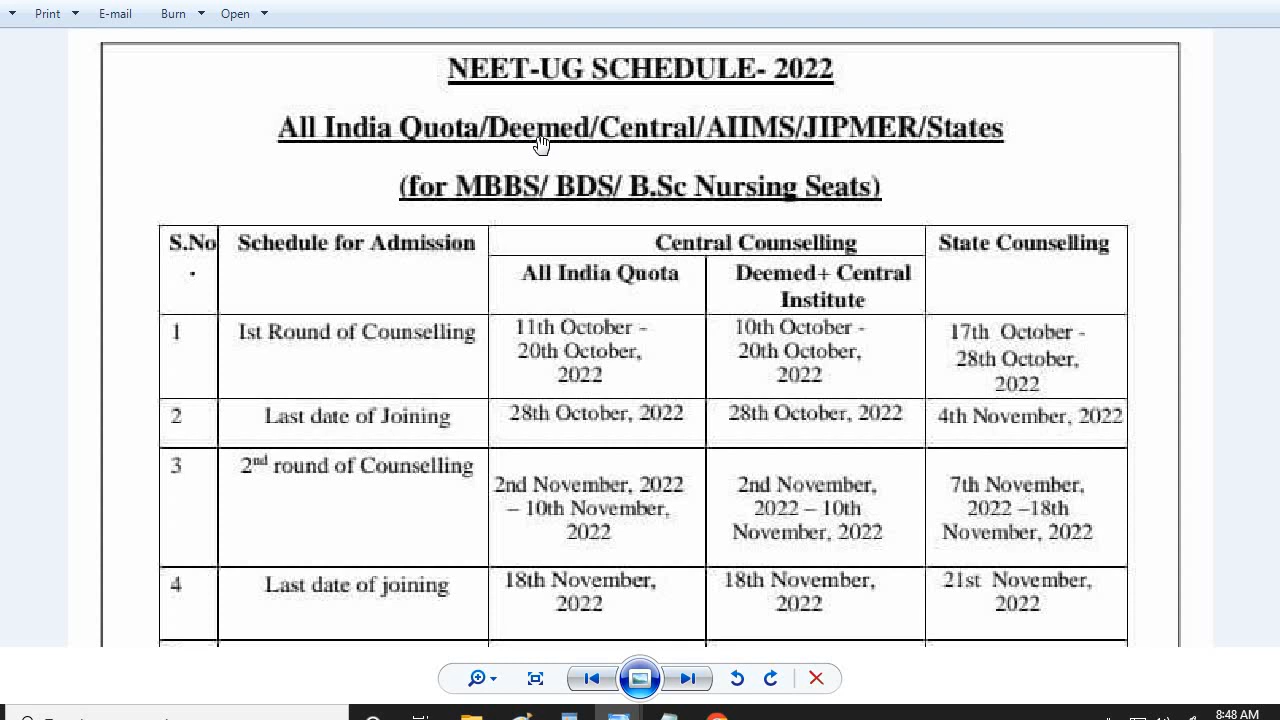 Print E-mail Burn Open
NEET-UG SCHEDULE- 2022
All India Quota/Deemed/Central/AIIMS/JIPMER/States
(for MBBS/ BDS/ B.Sc Nursing Seats)
S.No
.
Schedule for Admission
Central Counselling
State Counselling
All India Quota
Deemed+ Central
Institute
1
Ist Round of Counselling
11th October -
20th October,
2022
10th October -
20th October,
2022
17th October -
28th October,
2022
2
Last date of Joining
28th October, 2022
28th October, 2022
4th November, 2022
3
2nd round of Counselling
2nd November, 2022
– 10th November,
2022
2nd November,
2022 – 10th
November, 2022
7th November,
2022 –18th
November, 2022
4
Last date of joining
18th November,
2022
18th November,
2022
21st November,
2022
8:48 AM